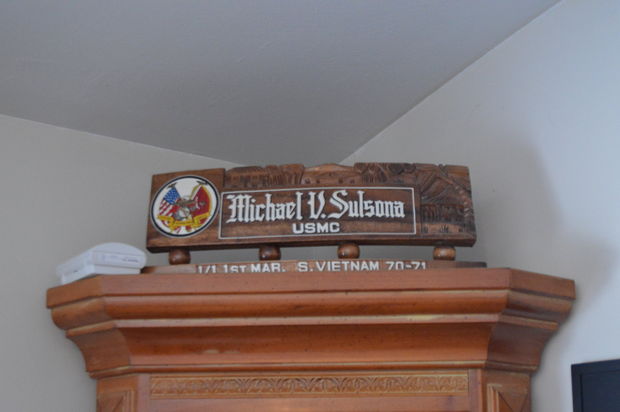 Michael V. Sulsona
USMC
1/1 1ST MAR. S. VIETNAM 70-71